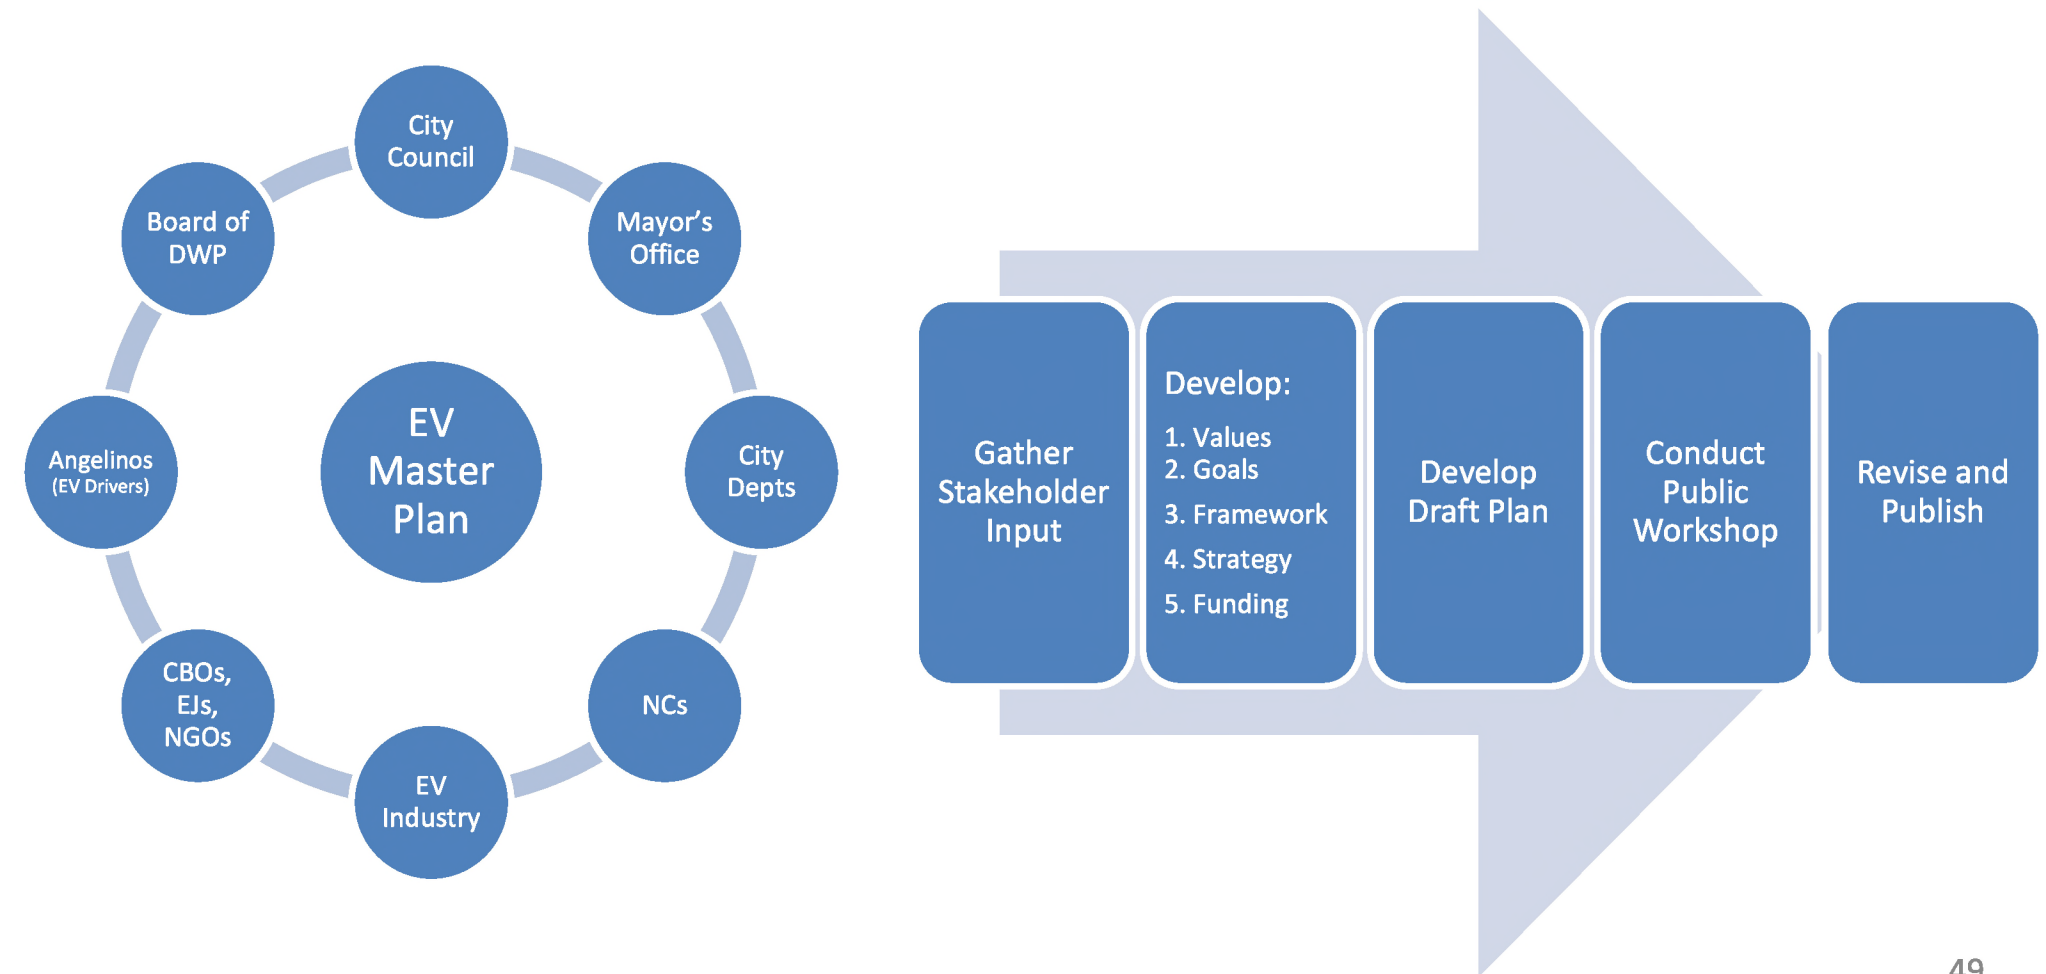 City
Council
Mayor's
Office
City
Depts
NCs
EV
Industry
CBOs,
EJs,
NGOs
Angelinos
(EV Drivers)
Board of
DWP
EV
Master
Plan
Gather
Stakeholder
Input
Develop:
1. Values
2. Goals
3. Framework
4. Strategy
5. Funding
Develop
Draft Plan
Conduct
Public
Workshop
Revise and
Publish
49